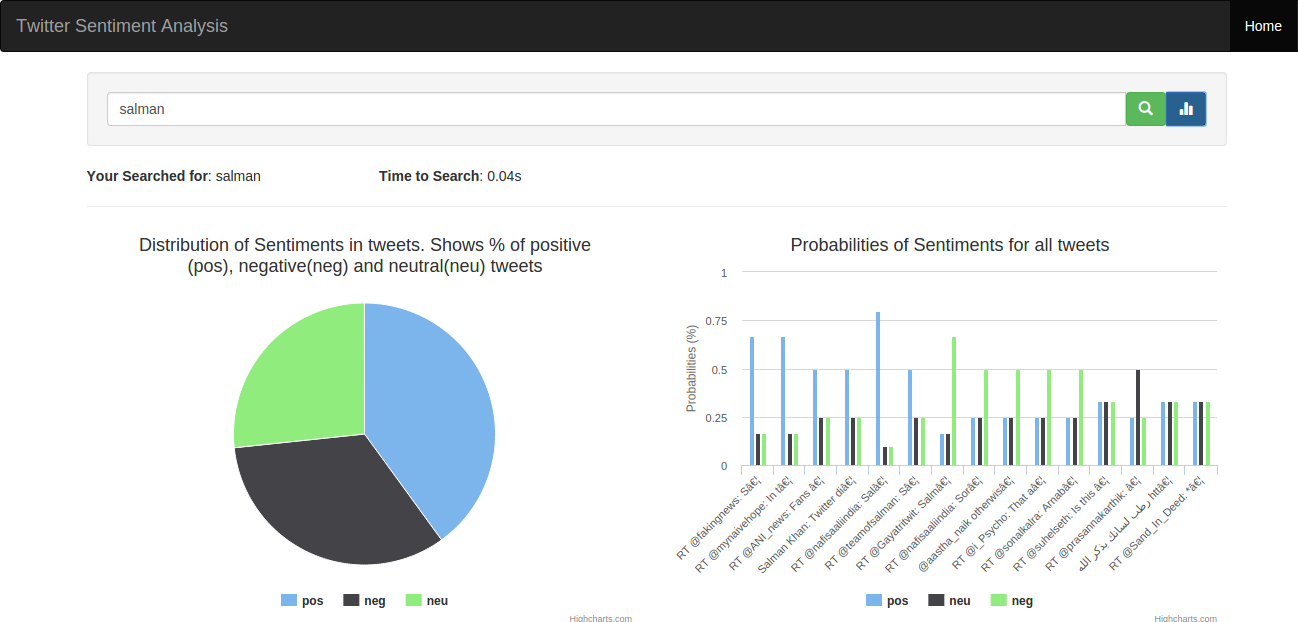 Twitter Sentiment Analysis
Home
salman
Your Searched for: salman
Time to Search: 0.04s
Distribution of Sentiments in tweets. Shows % of positive
(pos), negative(neg) and neutral(neu) tweets
pos
neg
neu
Highcharts.com
Probabilities of Sentiments for all tweets
Probabilities (%)
1
0.75
0.5
0.25
0
RT @fakingnews: Sâ€¦
RT @mynaivehope: In tâ€¦
RT @ANI_news: Fans â€¦
Salman Khan: Twitter diâ€¦
RT @nafisaaliindia: Salâ€¦
RT @teamofsalman: Sâ€¦
RT @Gayatritwit: Salmâ€¦
RT @nafisaaliindia: Sorâ€¦
@aastha_naik otherwisâ€¦
RT @i_Psycho: That aâ€¦
RT @sonalkalra: Arnabâ€¦
RT @suhelseth: Is this â€¦
RT @prasannakarthik: â€¦
رطب لسانك بذكر الله httâ€¦
RT @Sand_In_Deed: *â€¦
pos
neu
neg
Highcharts.com